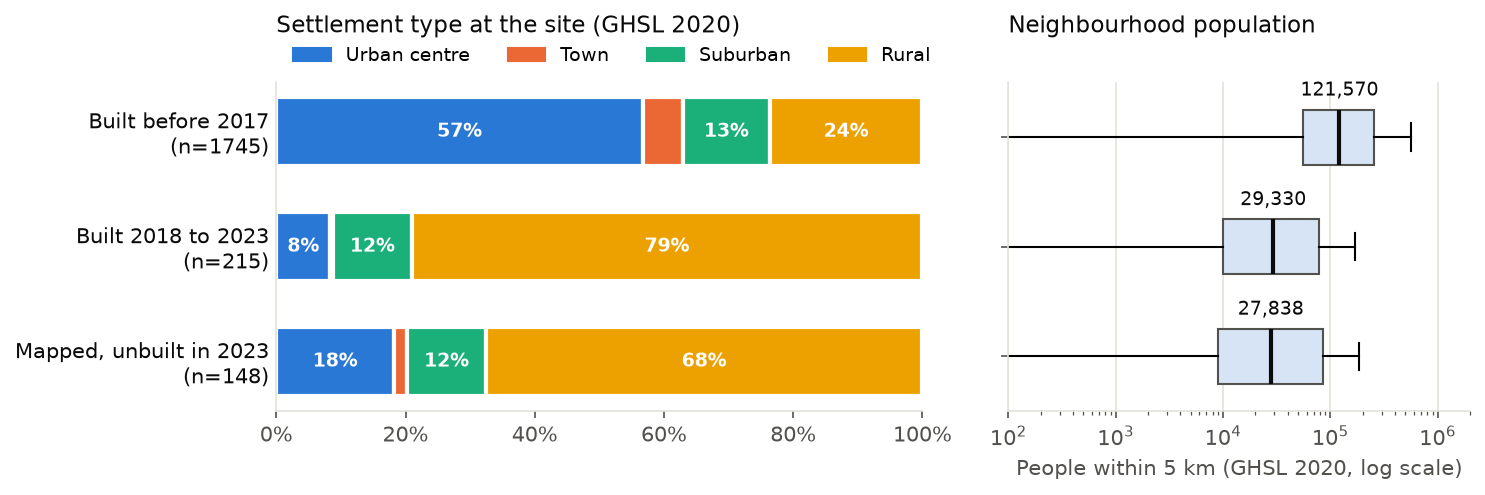 Settlement type at the site (GHSL 2020)
Urban centre Town Suburban Rural
Built before 2017
(n=1745)
57% 13% 24%
Built 2018 to 2023
(n=215)
8% 12% 79%
Mapped, unbuilt in 2023
(n=148)
18% 12% 68%
0% 20% 40% 60% 80% 100%
Neighbourhood population
121,570
29,330
27,838
10² 10³ 10⁴ 10⁵ 10⁶
People within 5 km (GHSL 2020, log scale)